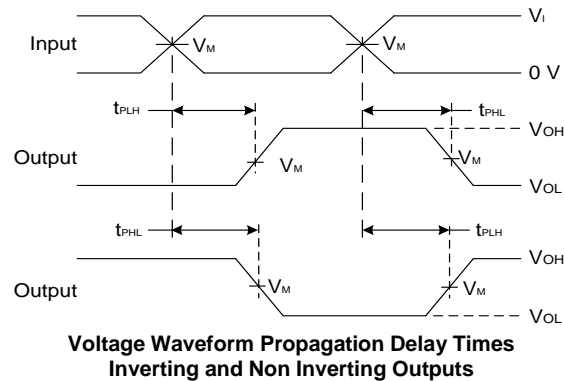 VI
Input VM VM
0 V
tPLH tPHL
VOH
Output VM VM
VOL
tPHL tPLH
VOH
Output VM VM
VOL
Voltage Waveform Propagation Delay Times
Inverting and Non Inverting Outputs